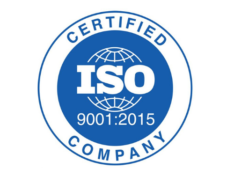 CERTIFIED
ISO
9001:2015
COMPANY